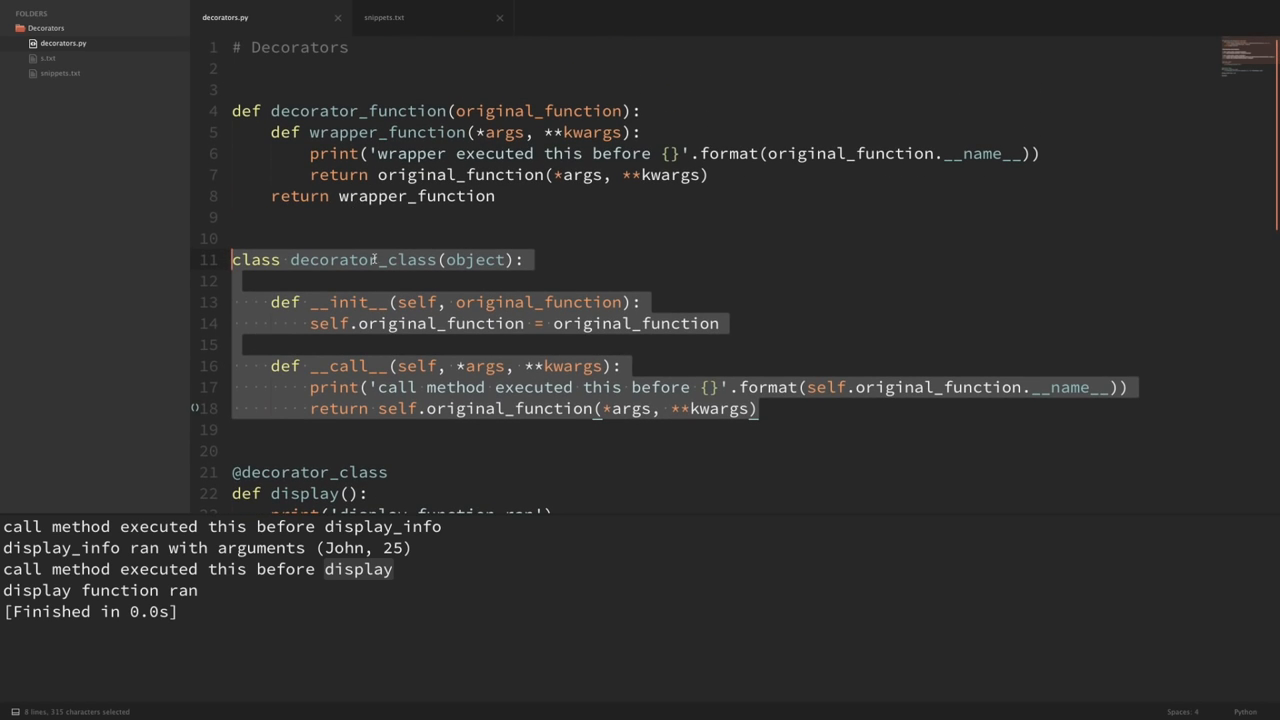 FOLDERS
Decorators
decorators.py
s.txt
snippets.txt
decorators.py
snippets.txt
1 # Decorators
2
3
4 def decorator_function(original_function):
5     def wrapper_function(*args, **kwargs):
6         print('wrapper executed this before {}'.format(original_function.__name__))
7         return original_function(*args, **kwargs)
8     return wrapper_function
9
10
11 class decorator_class(object):
12
13     def __init__(self, original_function):
14         self.original_function = original_function
15
16     def __call__(self, *args, **kwargs):
17         print('call method executed this before {}'.format(self.original_function.__name__))
18         return self.original_function(*args, **kwargs)
19
20
21 @decorator_class
22 def display():
    print('display function ran')
call method executed this before display_info
display_info ran with arguments (John, 25)
call method executed this before display
display function ran
[Finished in 0.0s]
8 lines, 315 characters selected
Spaces: 4
Python